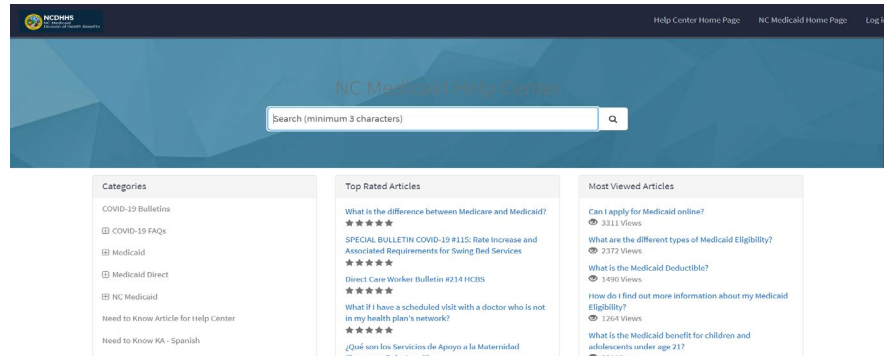 NCDHHS
NC Medicaid
Division of Health Benefits
Help Center Home Page
NC Medicaid Home Page
Log i
NC Medicaid Help Center
Search (minimum 3 characters)
Categories
COVID-19 Bulletins
COVID-19 FAQs
Medicaid
Medicaid Direct
NC Medicaid
Need to Know Article for Help Center
Need to Know KA - Spanish
Top Rated Articles
What is the difference between Medicare and Medicaid?
SPECIAL BULLETIN COVID-19 #115: Rate Increase and
Associated Requirements for Swing Bed Services
Direct Care Worker Bulletin #214 HCBS
What if I have a scheduled visit with a doctor who is not
in my health plan's network?
¿Qué son los Servicios de Apoyo a la Maternidad
Most Viewed Articles
Can I apply for Medicaid online?
3311 Views
What are the different types of Medicaid Eligibility?
2372 Views
What is the Medicaid Deductible?
1490 Views
How do I find out more information about my Medicaid
Eligibility?
1264 Views
What is the Medicaid benefit for children and
adolescents under age 21?